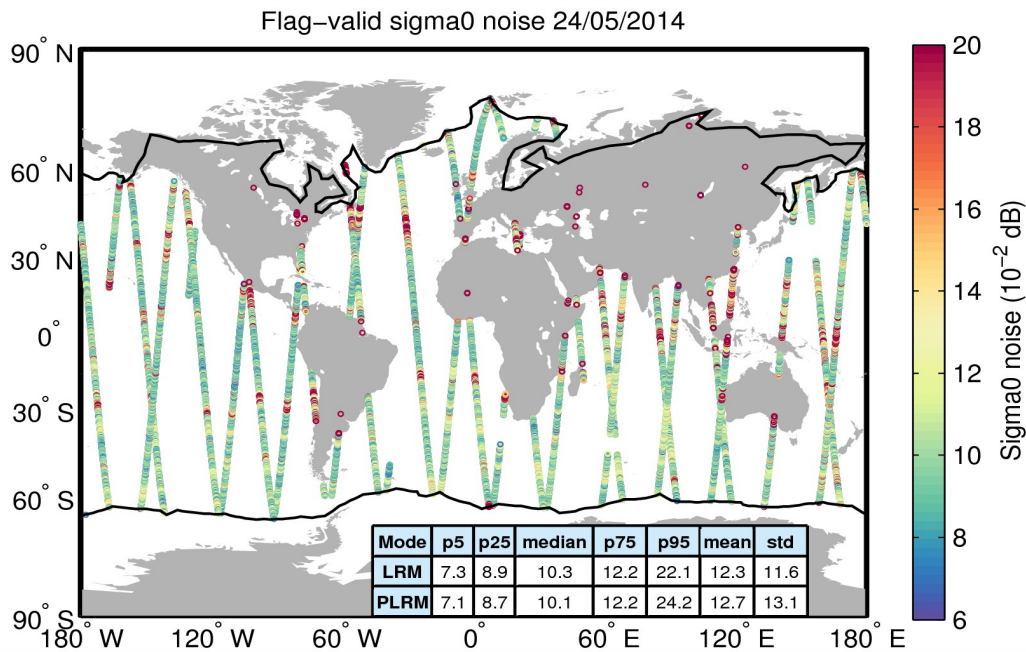 Flag−valid sigma0 noise 24/05/2014
90° N
60° N
30° N
0°
30° S
60° S
90° S
180° W
120° W
60° W
0°
60° E
120° E
180° E
20
18
16
14
12
10
8
6
Sigma0 noise (10⁻² dB)
Mode p5 p25 median p75 p95 mean std
LRM 7.3 8.9 10.3 12.2 22.1 12.3 11.6
PLRM 7.1 8.7 10.1 12.2 24.2 12.7 13.1